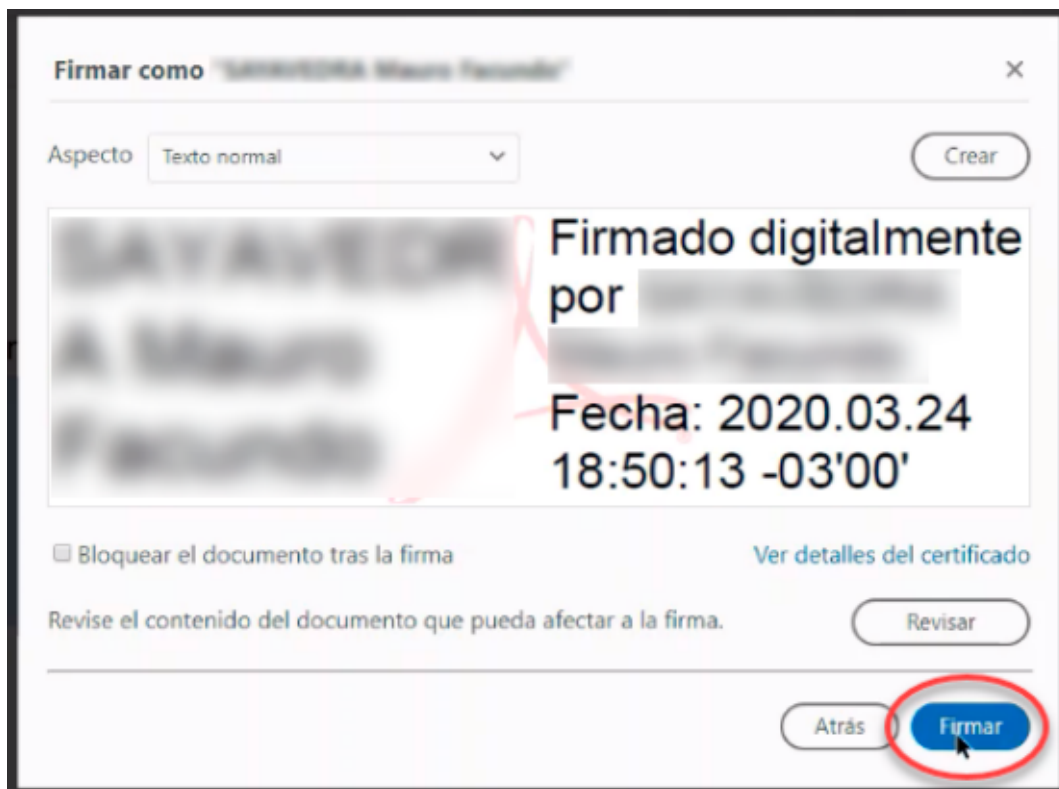 Firmar como
Aspecto
Texto normal
Crear
Firmado digitalmente
por
Fecha: 2020.03.24
18:50:13 -03'00'
Bloquear el documento tras la firma
Ver detalles del certificado
Revise el contenido del documento que pueda afectar a la firma.
Revisar
Atrás
Firmar